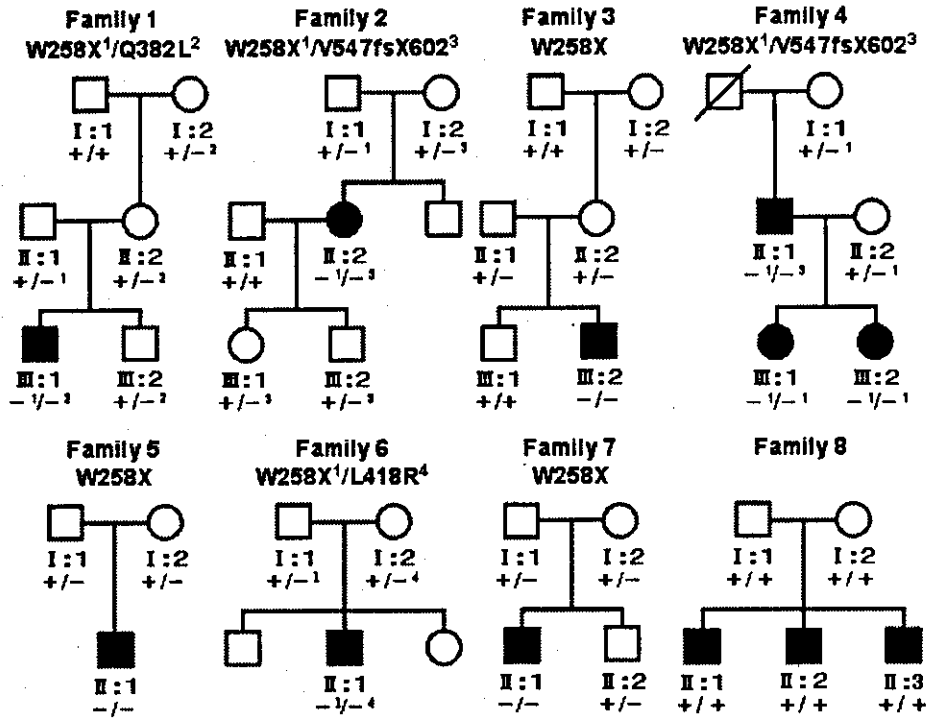 Family 1 Family 2 Family 3 Family 4
W258X¹/Q382L² W258X¹/V547fsX602³ W258X W258X¹/V547fsX602³
I:1 I:2 I:1 I:2 I:1 I:2 I:1
+/+ +/-² +/-¹ +/-³ +/+ +/- +/-¹
II:1 II:2 II:1 II:2 II:1 II:2 II:1 II:2
+/-¹ +/-² +/+ -¹/-³ +/- +/- -¹/-³ +/-¹
III:1 III:2 III:1 III:2 III:1 III:2 III:1 III:2
-¹/-² +/-² +/-³ +/-³ +/+ -/- -¹/-¹ -¹/-¹
Family 5 Family 6 Family 7 Family 8
W258X W258X¹/L418R⁴ W258X
I:1 I:2 I:1 I:2 I:1 I:2 I:1 I:2
+/- +/- +/-¹ +/-⁴ +/- +/- +/+ +/+
II:1 II:1 II:1 II:2 II:1 II:2 II:3
-/- -¹/-⁴ -/- +/- +/+ +/+ +/+